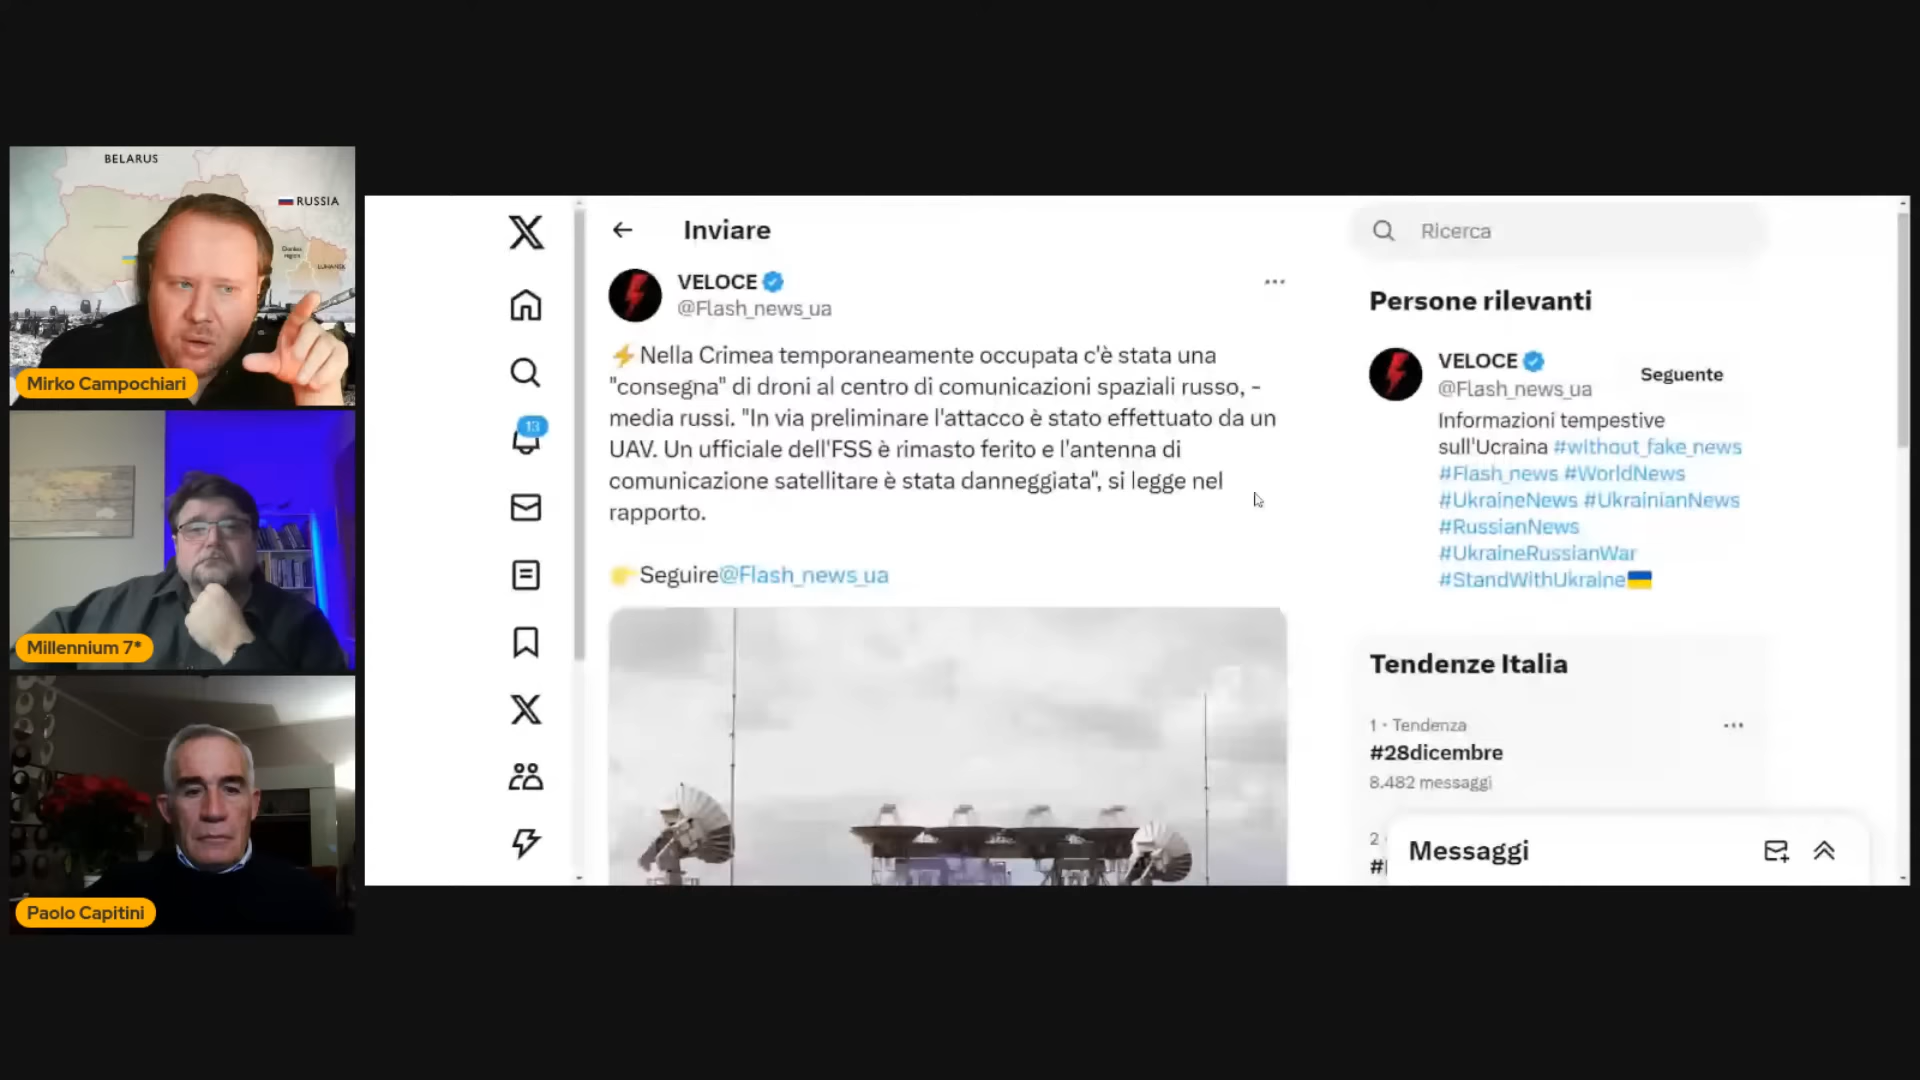 BELARUS
RUSSIA
Donbas
region
LUHANSK
Mirko Campochiari
Millennium 7*
Paolo Capitini
Inviare
VELOCE
@Flash_news_ua
⚡Nella Crimea temporaneamente occupata c'è stata una
"consegna" di droni al centro di comunicazioni spaziali russo, -
media russi. "In via preliminare l'attacco è stato effettuato da un
UAV. Un ufficiale dell'FSS è rimasto ferito e l'antenna di
comunicazione satellitare è stata danneggiata", si legge nel
rapporto.
👉Seguire@Flash_news_ua
13
Ricerca
Persone rilevanti
VELOCE
@Flash_news_ua
Seguente
Informazioni tempestive
sull'Ucraina #without_fake_news
#Flash_news #WorldNews
#UkraineNews #UkrainianNews
#RussianNews
#UkraineRussianWar
#StandWithUkraine🇺🇦
Tendenze Italia
1 · Tendenza
#28dicembre
8.482 messaggi
2
#
Messaggi